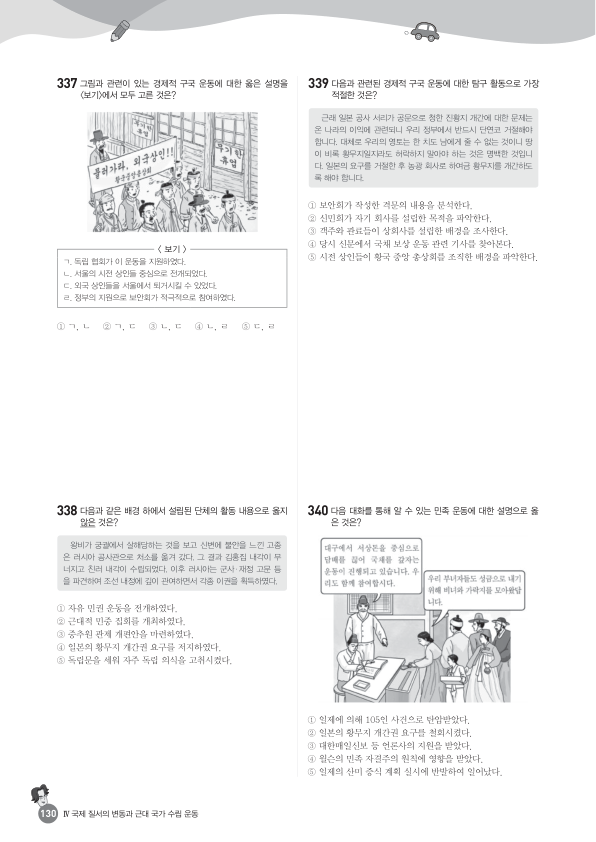 337 그림과 관련이 있는 경제적 구국 운동에 대한 옳은 설명을
〈보기〉에서 모두 고른 것은?
물러가라, 외국상인!!
황국중앙총상회
무기한
휴업
무기한
휴업
〈 보기 〉
ㄱ. 독립 협회가 이 운동을 지원하였다.
ㄴ. 서울의 시전 상인들 중심으로 전개되었다.
ㄷ. 외국 상인들을 서울에서 퇴거시킬 수 있었다.
ㄹ. 정부의 지원으로 보안회가 적극적으로 참여하였다.
① ㄱ, ㄴ ② ㄱ, ㄷ ③ ㄴ, ㄷ ④ ㄴ, ㄹ ⑤ ㄷ, ㄹ
338 다음과 같은 배경 하에서 설립된 단체의 활동 내용으로 옳지
않은 것은?
왕비가 궁궐에서 살해당하는 것을 보고 신변에 불안을 느낀 고종
은 러시아 공사관으로 처소를 옮겨 갔다. 그 결과 김홍집 내각이 무
너지고 친러 내각이 수립되었다. 이후 러시아는 군사·재정 고문 등
을 파견하여 조선 내정에 깊이 관여하면서 각종 이권을 획득하였다.
① 자유 민권 운동을 전개하였다.
② 근대적 민중 집회를 개최하였다.
③ 중추원 관제 개편안을 마련하였다.
④ 일본의 황무지 개간권 요구를 저지하였다.
⑤ 독립문을 세워 자주 독립 의식을 고취시켰다.
339 다음과 관련된 경제적 구국 운동에 대한 탐구 활동으로 가장
적절한 것은?
근래 일본 공사 서리가 공문으로 청한 진황지 개간에 대한 문제는
온 나라의 이익에 관련되니 우리 정부에서 반드시 단연코 거절해야
합니다. 대체로 우리의 영토는 한 치도 남에게 줄 수 없는 것이니 땅
이 비록 황무지일지라도 허락하지 말아야 하는 것은 명백한 것입니
다. 일본의 요구를 거절한 후 농광 회사로 하여금 황무지를 개간하도
록 해야 합니다.
① 보안회가 작성한 격문의 내용을 분석한다.
② 신민회가 자기 회사를 설립한 목적을 파악한다.
③ 객주와 관료들이 상회사를 설립한 배경을 조사한다.
④ 당시 신문에서 국채 보상 운동 관련 기사를 찾아본다.
⑤ 시전 상인들이 황국 중앙 총상회를 조직한 배경을 파악한다.
340 다음 대화를 통해 알 수 있는 민족 운동에 대한 설명으로 옳
은 것은?
대구에서 서상돈을 중심으로
담배를 끊어 국채를 갚자는
운동이 진행되고 있습니다. 우
리도 함께 참여합시다.
우리 부녀자들도 성금으로 내기
위해 비녀와 가락지를 모아왔답
니다.
① 일제에 의해 105인 사건으로 탄압받았다.
② 일본의 황무지 개간권 요구를 철회시켰다.
③ 대한매일신보 등 언론사의 지원을 받았다.
④ 윌슨의 민족 자결주의 원칙에 영향을 받았다.
⑤ 일제의 산미 증식 계획 실시에 반발하여 일어났다.
130 Ⅳ 국제 질서의 변동과 근대 국가 수립 운동